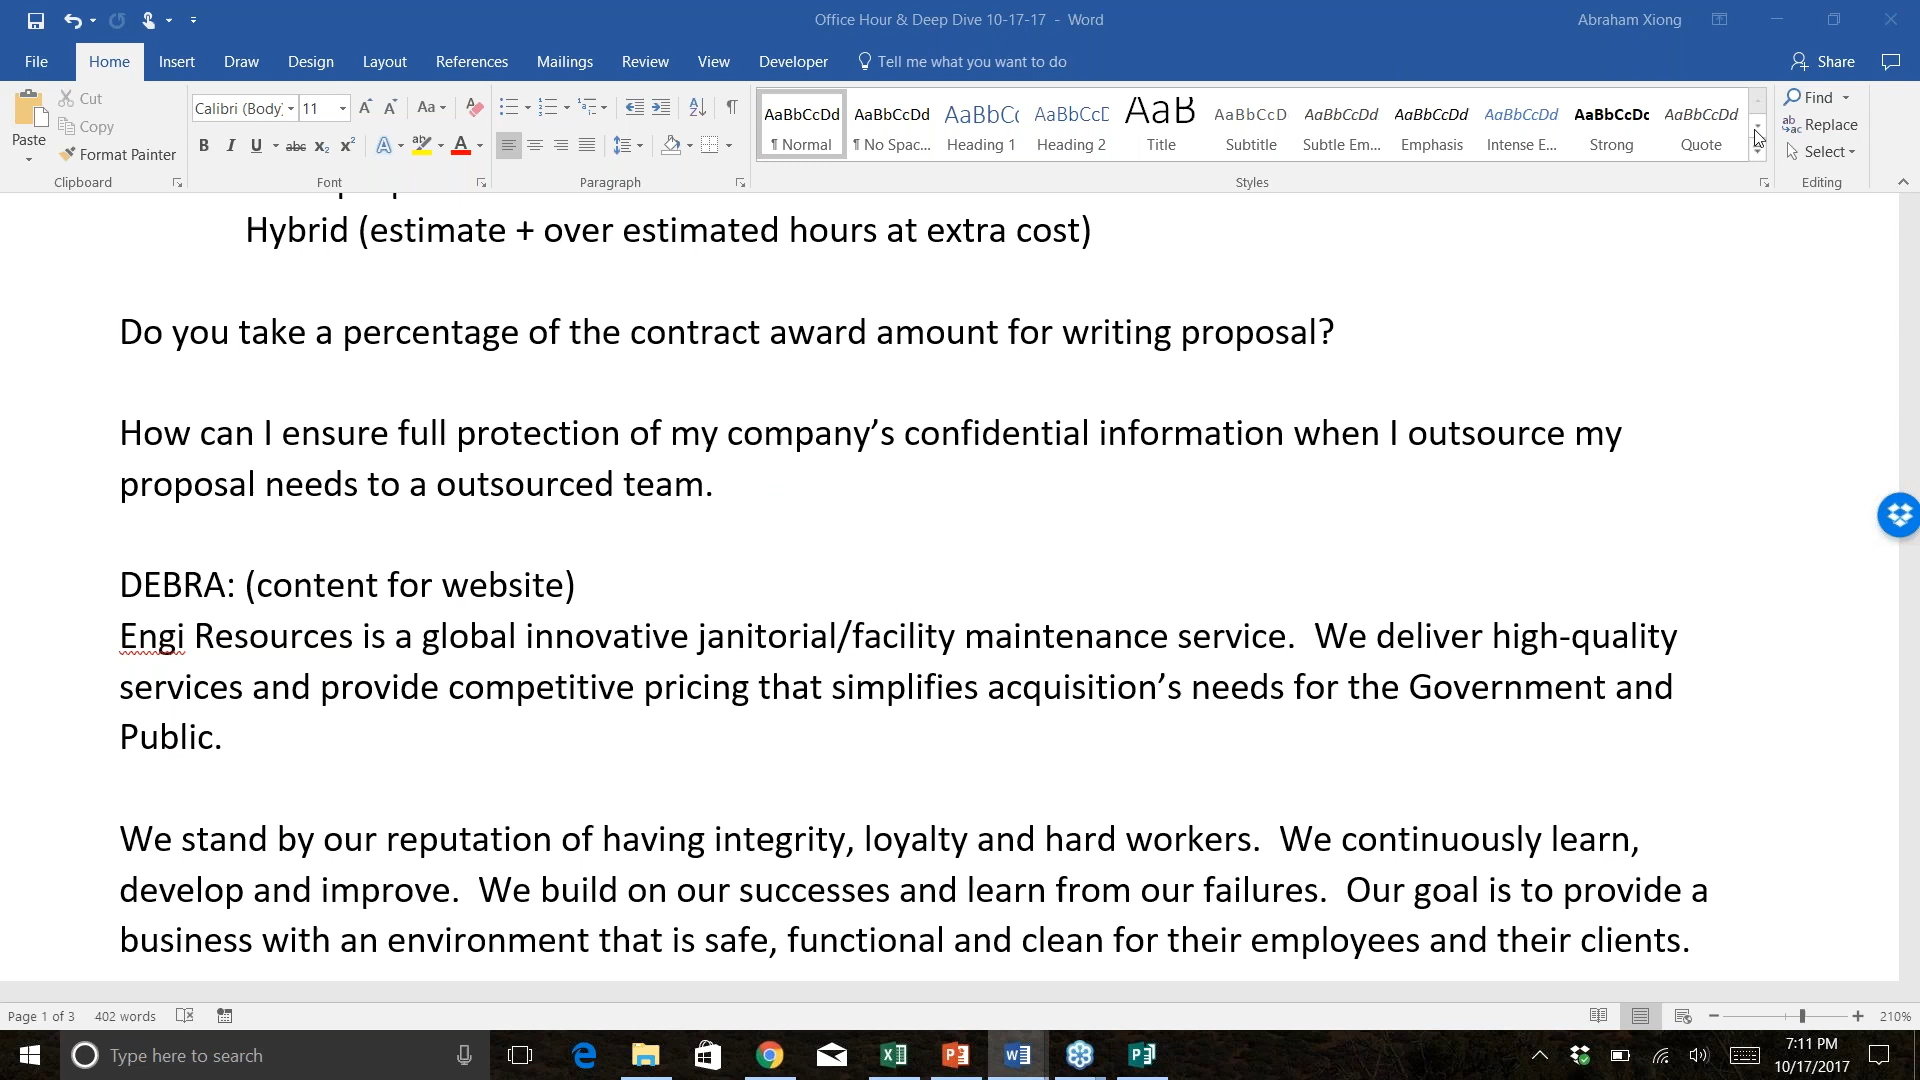 Office Hour & Deep Dive 10-17-17 - Word
Abraham Xiong
File Home Insert Draw Design Layout References Mailings Review View Developer Tell me what you want to do
Share
Paste
Cut
Copy
Format Painter
Clipboard
Calibri (Body) 11
Font
Paragraph
AaBbCcDd AaBbCcDd AaBbCc AaBbCcD AaB AaBbCcD AaBbCcDd AaBbCcDd AaBbCcDd AaBbCcDc AaBbCcDd
¶ Normal ¶ No Spac... Heading 1 Heading 2 Title Subtitle Subtle Em... Emphasis Intense E... Strong Quote
Styles
Find
Replace
Select
Editing
Hybrid (estimate + over estimated hours at extra cost)
Do you take a percentage of the contract award amount for writing proposal?
How can I ensure full protection of my company’s confidential information when I outsource my
proposal needs to a outsourced team.
DEBRA: (content for website)
Engi Resources is a global innovative janitorial/facility maintenance service. We deliver high-quality
services and provide competitive pricing that simplifies acquisition’s needs for the Government and
Public.
We stand by our reputation of having integrity, loyalty and hard workers. We continuously learn,
develop and improve. We build on our successes and learn from our failures. Our goal is to provide a
business with an environment that is safe, functional and clean for their employees and their clients.
Page 1 of 3 402 words
210%
Type here to search
7:11 PM
10/17/2017